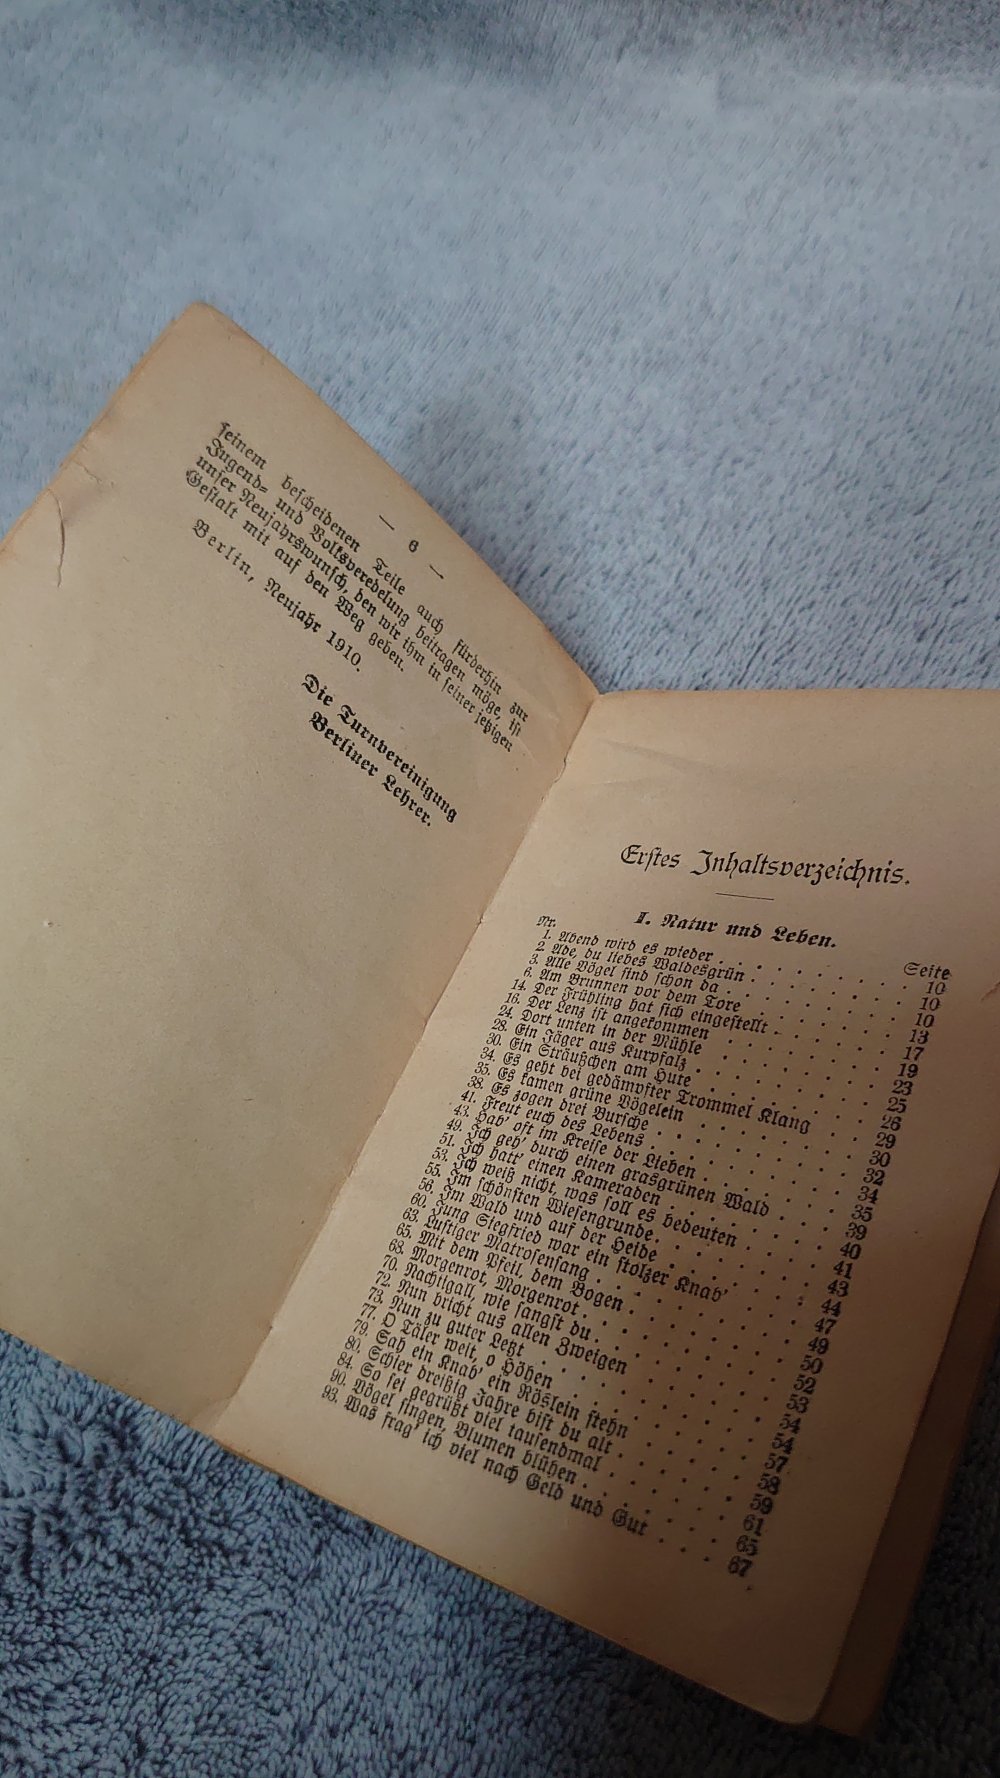 — 6 —
seinem bescheidenen Teile auch fürderhin zur
Jugend- und Volksveredelung beitragen möge, ist
unser Neujahrswunsch, den wir ihm in seiner jetzigen
Gestalt mit auf den Weg geben.
Berlin, Neujahr 1910.
Die Turnvereinigung
Berliner Lehrer.
Erstes Inhaltsverzeichnis.
I. Natur und Leben.
Nr. Seite
1. Abend wird es wieder . . . . . . . . 10
2. Ade, du liebes Waldesgrün . . . . . . . 10
3. Alle Vögel sind schon da . . . . . . . . 10
6. Am Brunnen vor dem Tore . . . . . . . 13
14. Der Frühling hat sich eingestellt . . . . . . 17
16. Der Lenz ist angekommen . . . . . . . 19
24. Dort unten in der Mühle . . . . . . . 23
28. Ein Jäger aus Kurpfalz . . . . . . . . 25
30. Ein Sträußchen am Hute . . . . . . . 26
34. Es geht bei gedämpfter Trommel Klang . . 29
35. Es kamen grüne Vögelein . . . . . . . 30
38. Es zogen drei Bursche . . . . . . . . 32
41. Freut euch des Lebens . . . . . . . . 34
43. Hab' oft im Kreise der Lieben . . . . . . 35
49. Ich geh' durch einen grasgrünen Wald . . . 39
51. Ich hatt' einen Kameraden . . . . . . . 40
53. Ich weiß nicht, was soll es bedeuten . . . . 41
55. Im schönsten Wiesengrunde . . . . . . . 43
56. Im Wald und auf der Heide . . . . . . 44
60. Jung Siegfried war ein stolzer Knab' . . . 47
63. Lustiger Matrosensang . . . . . . . . 49
65. Mit dem Pfeil, dem Bogen . . . . . . . 50
68. Morgenrot, Morgenrot . . . . . . . . 52
70. Nachtigall, wie sangst du . . . . . . . . 53
72. Nun bricht aus allen Zweigen . . . . . . 54
73. Nun zu guter Letzt . . . . . . . . . 54
77. O Täler weit, o Höhen . . . . . . . . 57
79. Sah ein Knab' ein Röslein stehn . . . . . 58
80. Schier dreißig Jahre bist du alt . . . . . . 59
84. So sei gegrüßt viel tausendmal . . . . . . 61
90. Vögel singen, Blumen blühen . . . . . . 65
93. Was frag' ich viel nach Geld und Gut . . . 67